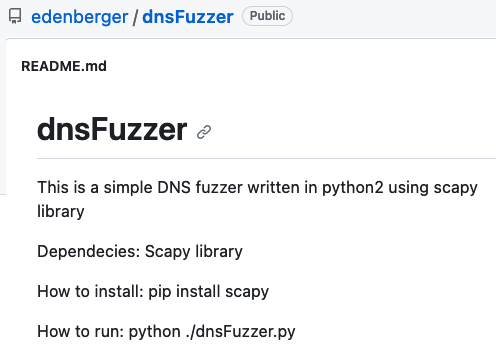 edenberger / dnsFuzzer Public
README.md
dnsFuzzer
This is a simple DNS fuzzer written in python2 using scapy
library
Dependecies: Scapy library
How to install: pip install scapy
How to run: python ./dnsFuzzer.py